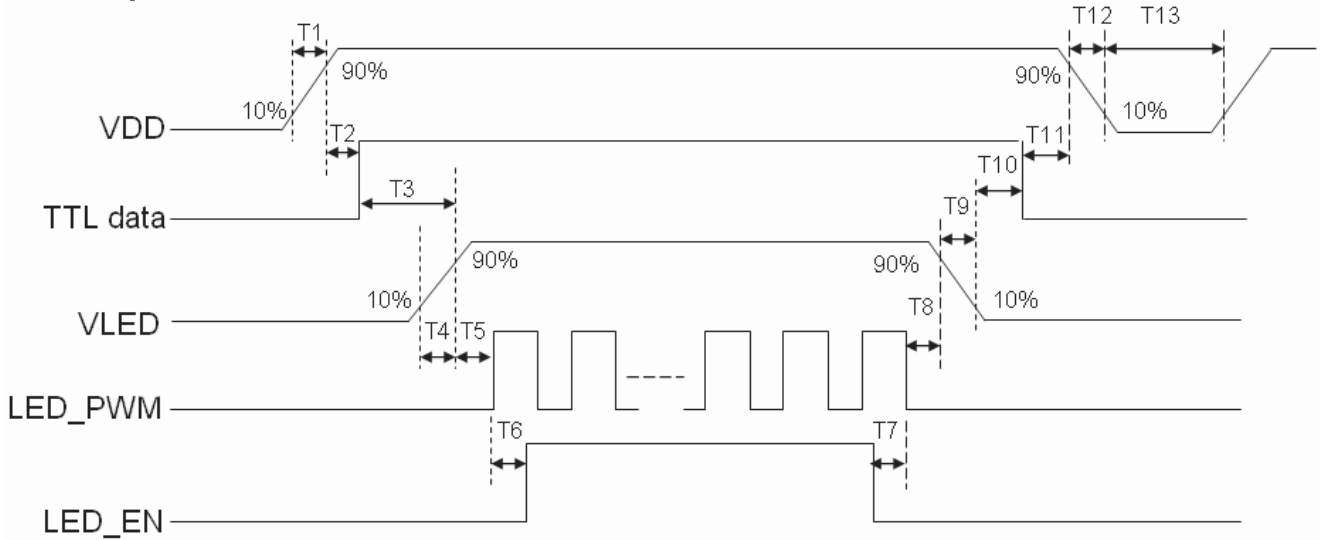 T1
T12 T13
90%
90%
10%
10%
VDD
T2
T11
T10
T3
TTL data
T9
90%
90%
10%
10%
VLED
T4 T5
T8
LED_PWM
T6
T7
LED_EN